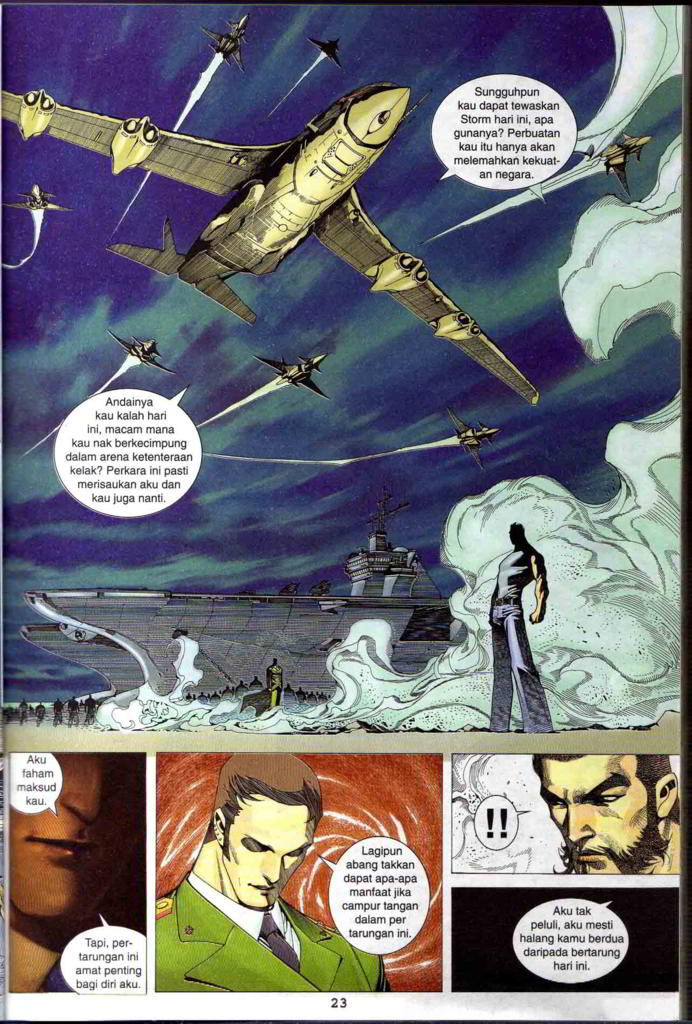 Sungguhpun
kau dapat tewaskan
Storm hari ini, apa
gunanya? Perbuatan
kau itu hanya akan
melemahkan kekuat-
an negara.
Andainya
kau kalah hari
ini, macam mana
kau nak berkecimpung
dalam arena ketenteraan
kelak? Perkara ini pasti
merisaukan aku dan
kau juga nanti.
Aku
faham
maksud
kau.
Tapi, per-
tarungan ini
amat penting
bagi diri aku.
Lagipun
abang takkan
dapat apa-apa
manfaat jika
campur tangan
dalam per
tarungan ini.
!!
Aku tak
peluli, aku mesti
halang kamu berdua
daripada bertarung
hari ini.
23